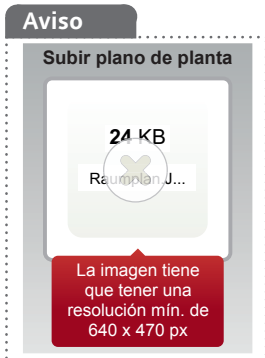 Aviso
Subir plano de planta
24 KB
Raumplan J...
La imagen tiene
que tener una
resolución mín. de
640 x 470 px